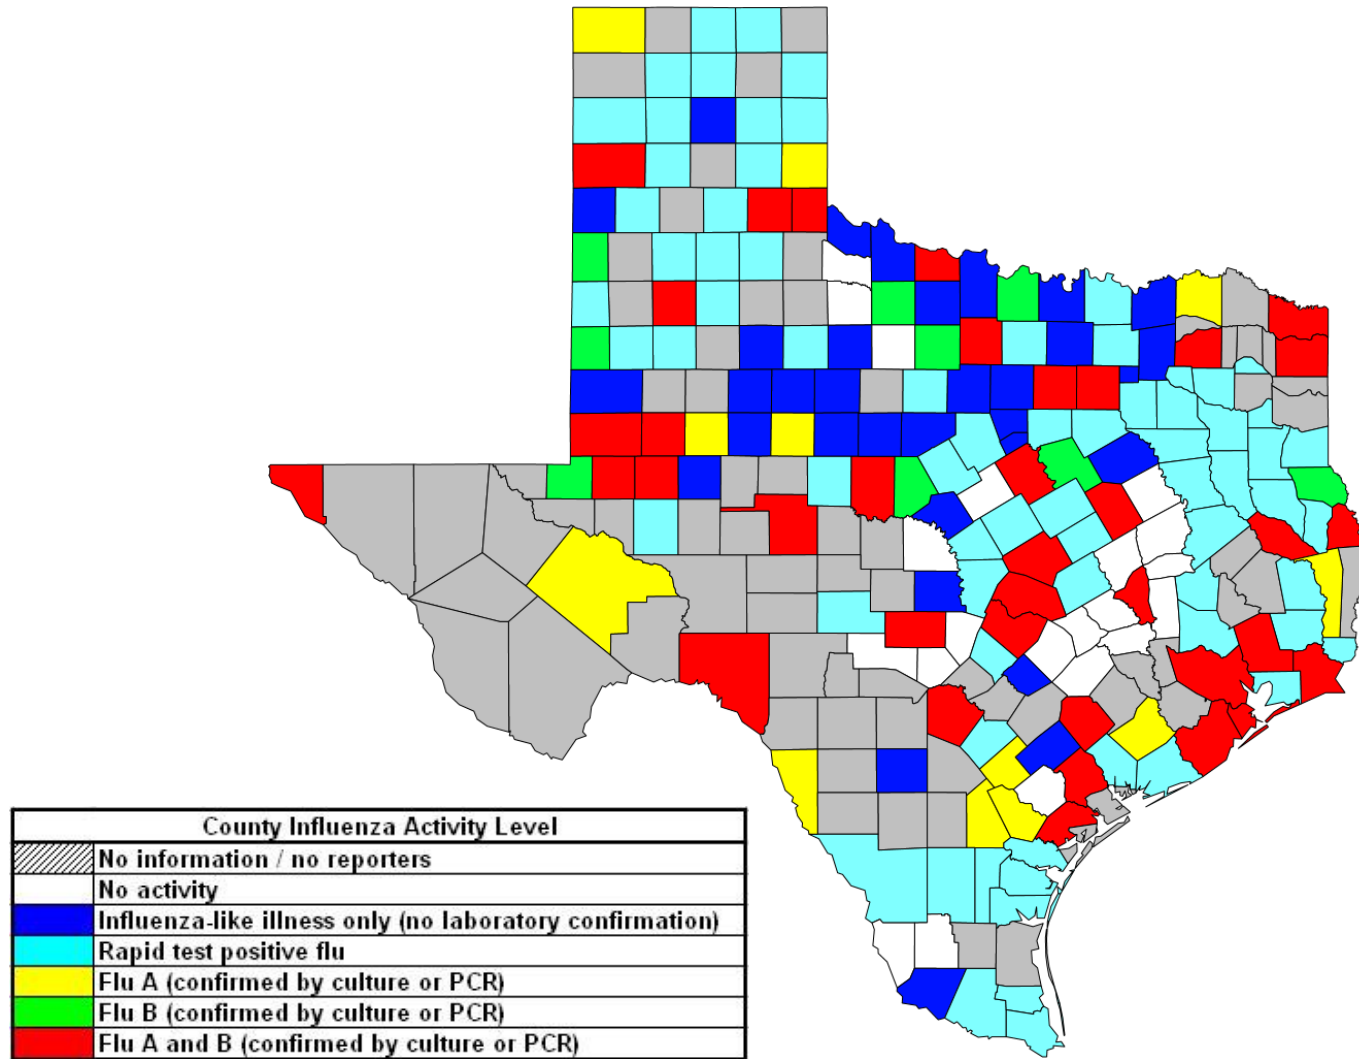 County Influenza Activity Level
No information / no reporters
No activity
Influenza-like illness only (no laboratory confirmation)
Rapid test positive flu
Flu A (confirmed by culture or PCR)
Flu B (confirmed by culture or PCR)
Flu A and B (confirmed by culture or PCR)